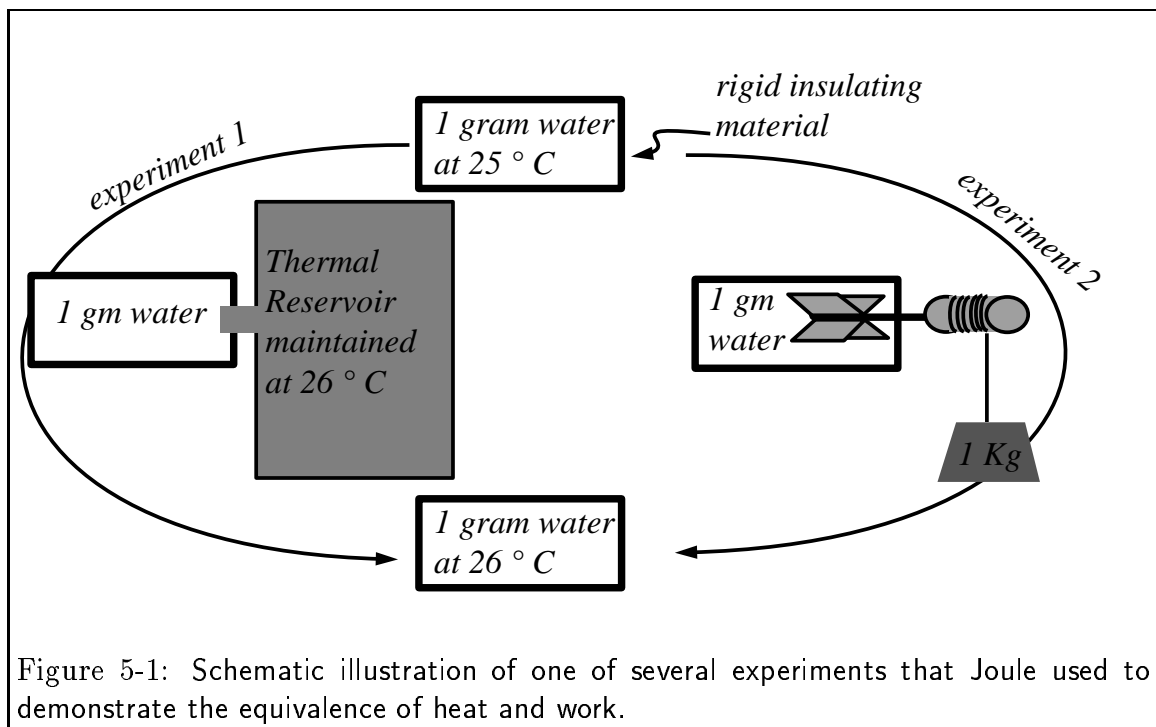 experiment 1
1 gram water
at 25 ° C
rigid insulating
material
experiment 2
1 gm water
Thermal
Reservoir
maintained
at 26 ° C
1 gm
water
1 Kg
1 gram water
at 26 ° C
Figure 5-1: Schematic illustration of one of several experiments that Joule used to
demonstrate the equivalence of heat and work.